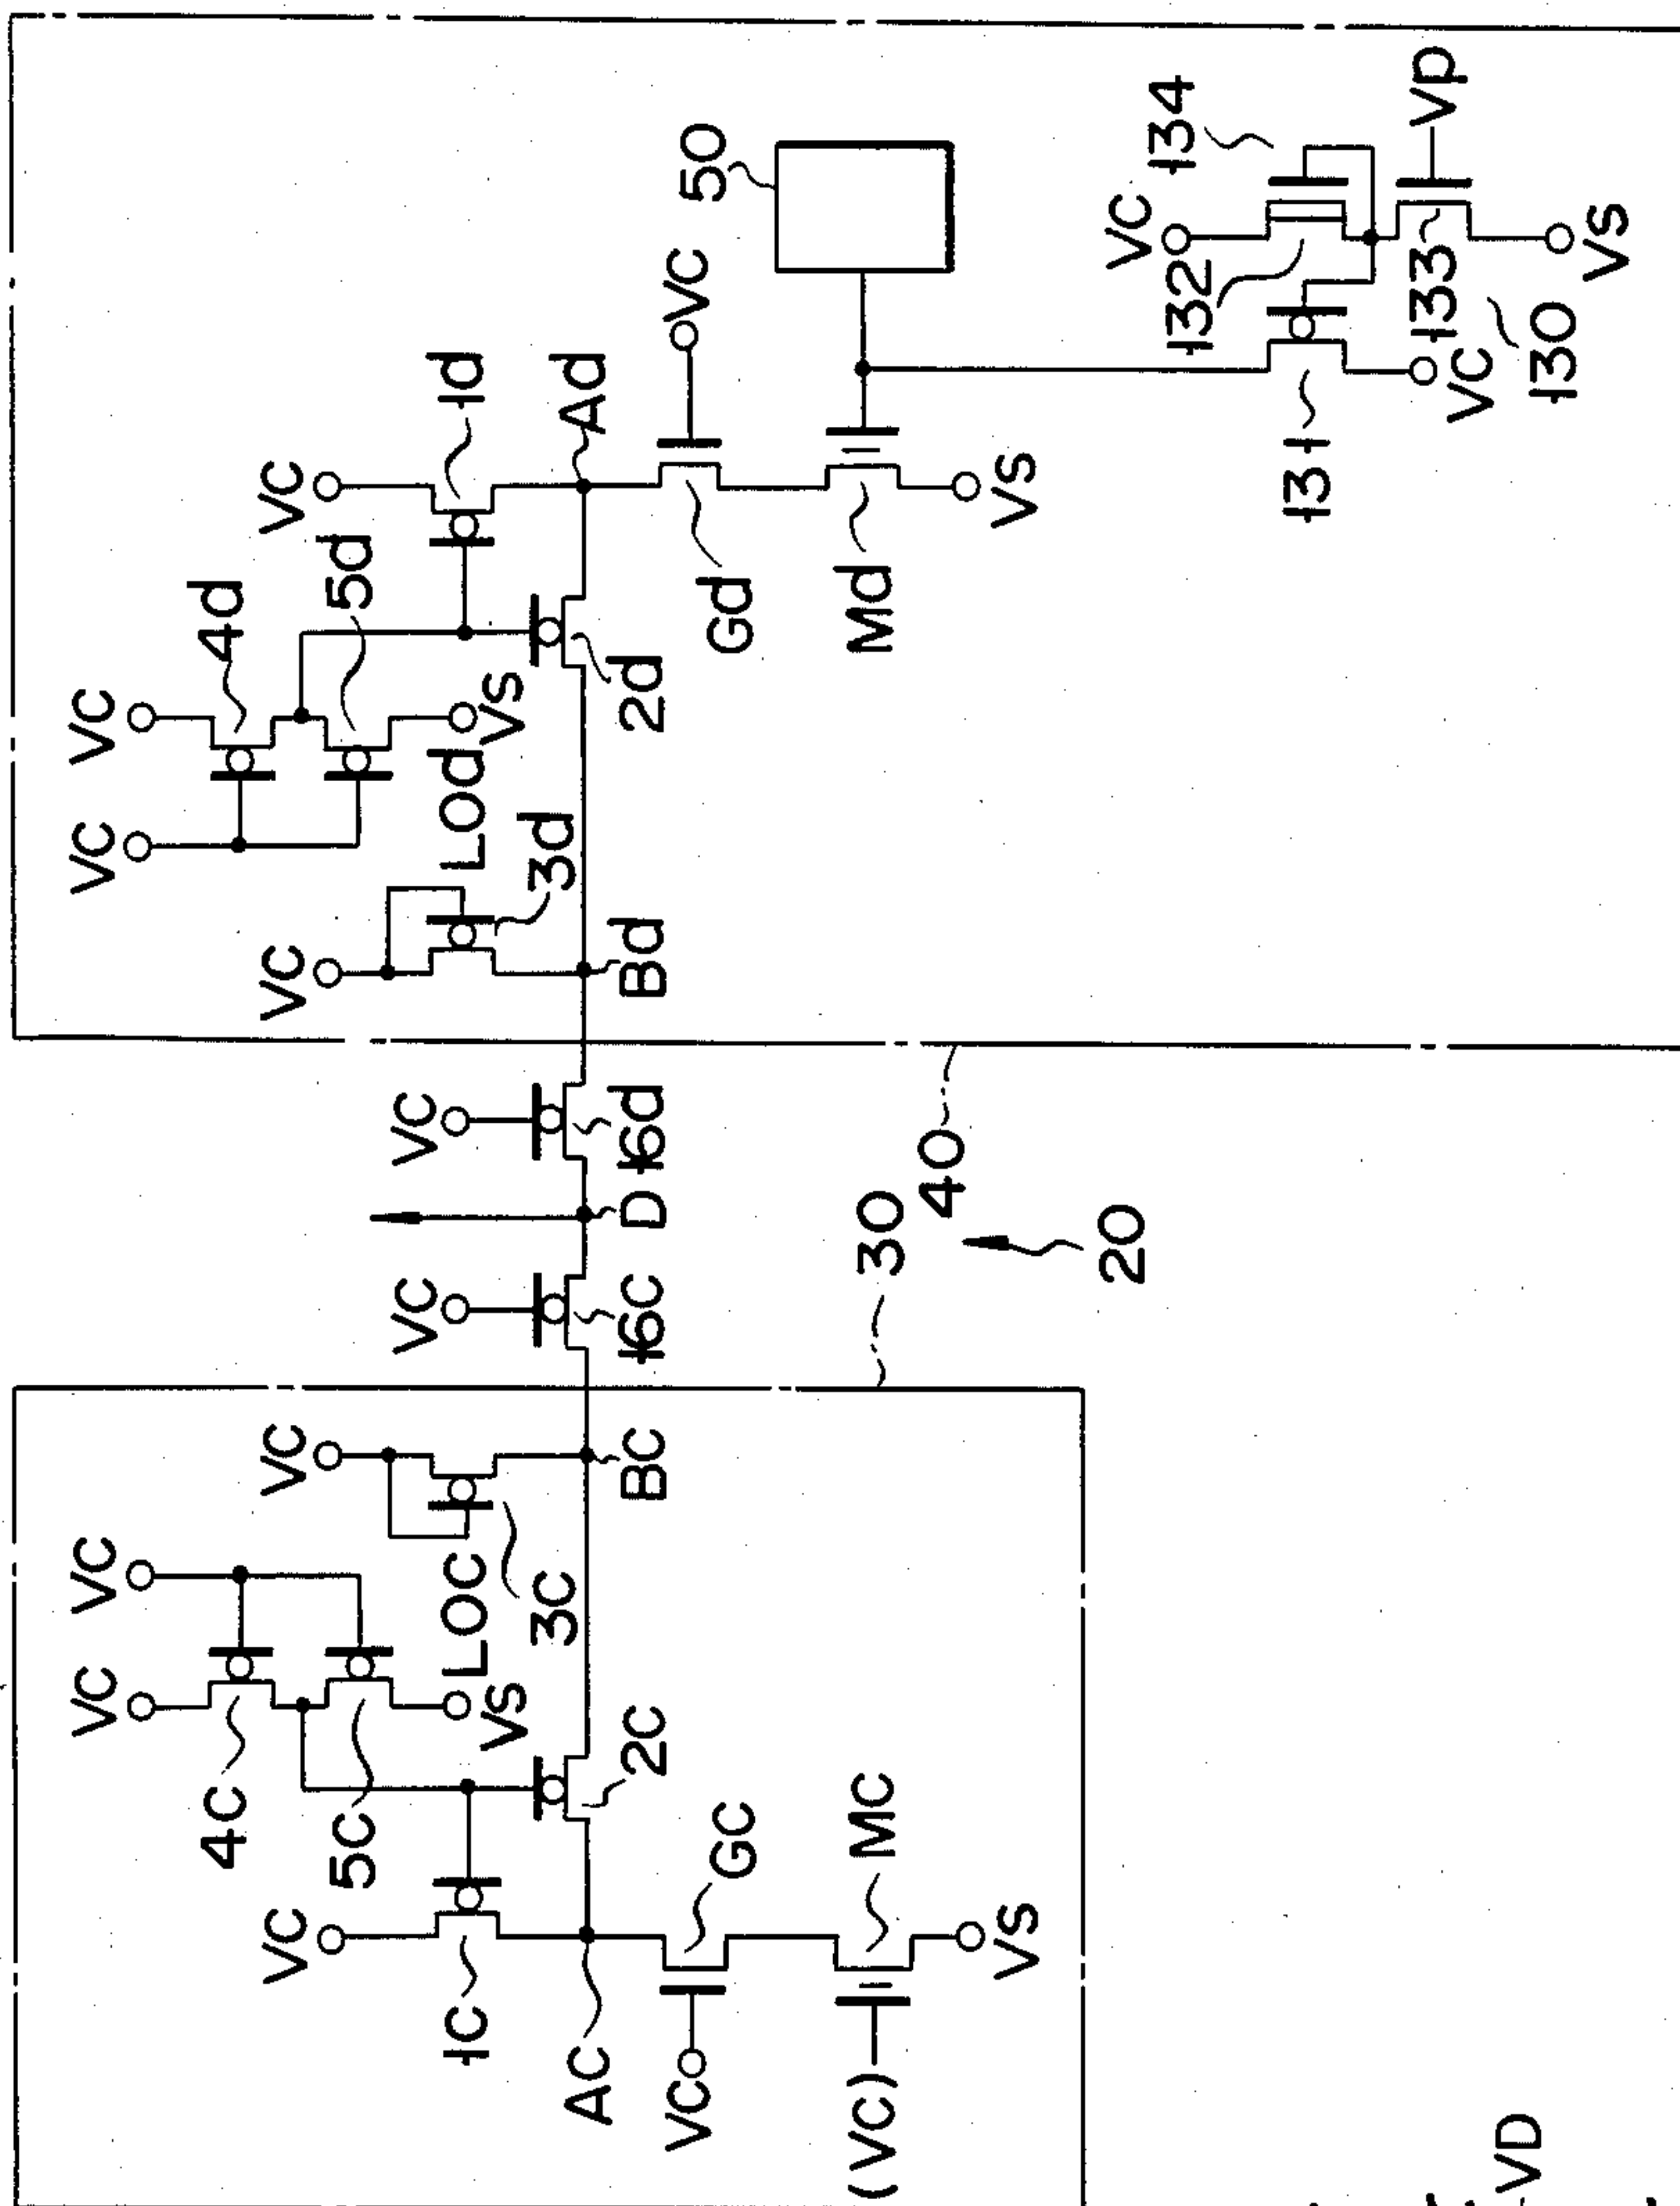 VC VC VC VC
4C 4d
VC VC VC VC
5C 5d
VC VC
1C LOC LOd 1d
VS VS
3C 3d
AC Ad
2C BC 16C D 16d Bd 2d
VC VC 50
GC Gd
(VC) MC 30 Md
40
VS VS
20 VC
132 134
131
133 Vp
VC
VD 130
VS